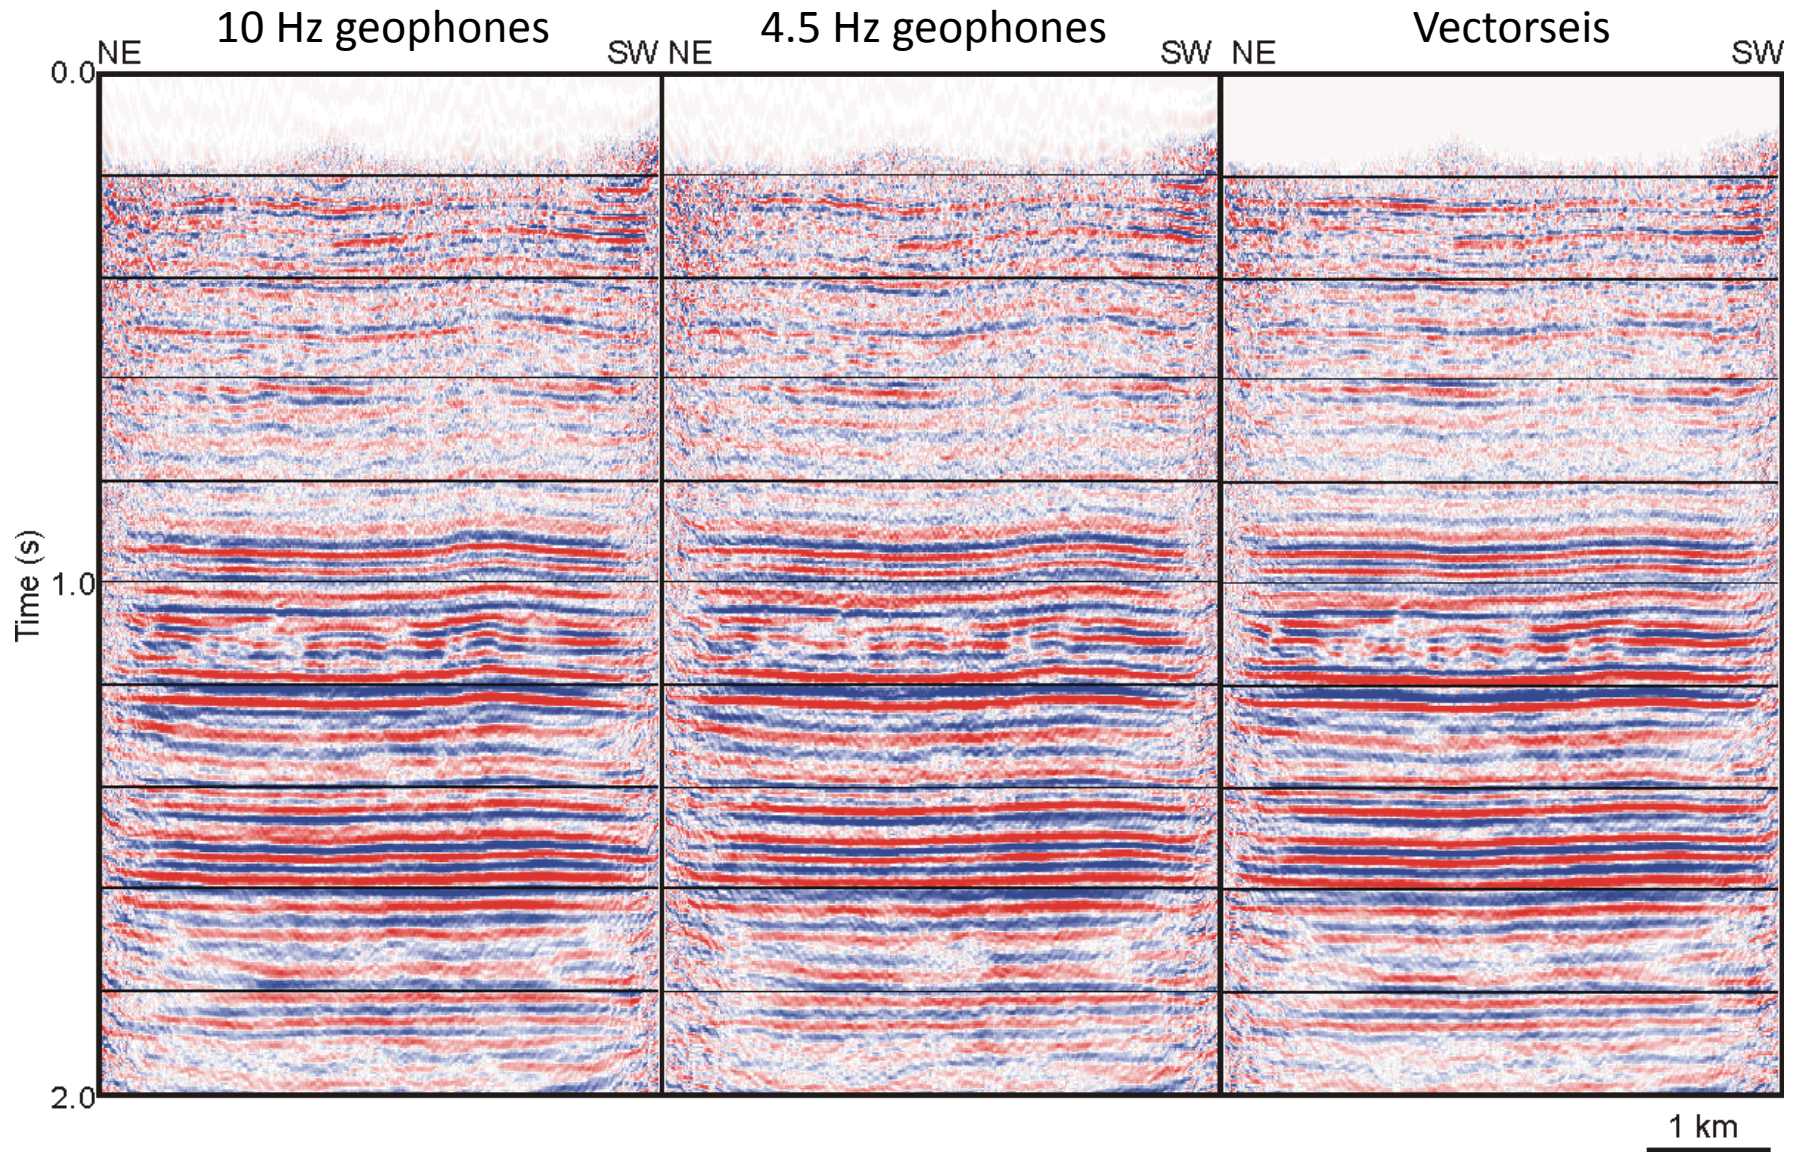 10 Hz geophones 4.5 Hz geophones Vectorseis
NE SW NE SW NE SW
0.0
Time (s)
1.0
2.0
1 km